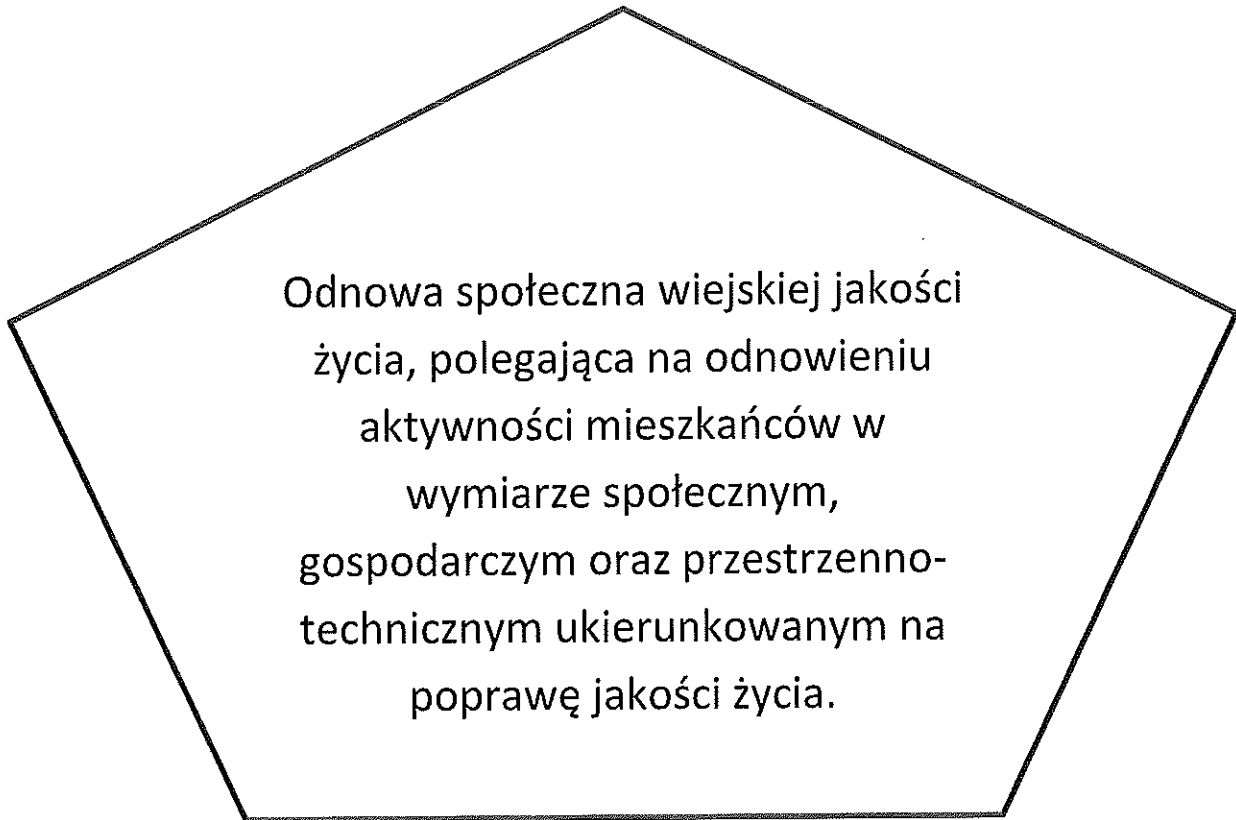 Odnowa społeczna wiejskiej jakości
życia, polegająca na odnowieniu
aktywności mieszkańców w
wymiarze społecznym,
gospodarczym oraz przestrzenno-
technicznym ukierunkowanym na
poprawę jakości życia.